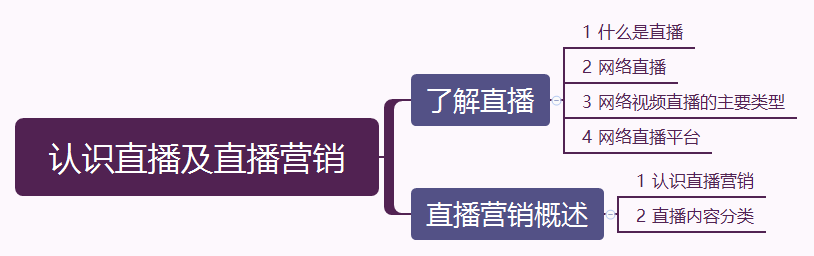 认识直播及直播营销
了解直播
1 什么是直播
2 网络直播
3 网络视频直播的主要类型
4 网络直播平台
直播营销概述
1 认识直播营销
2 直播内容分类